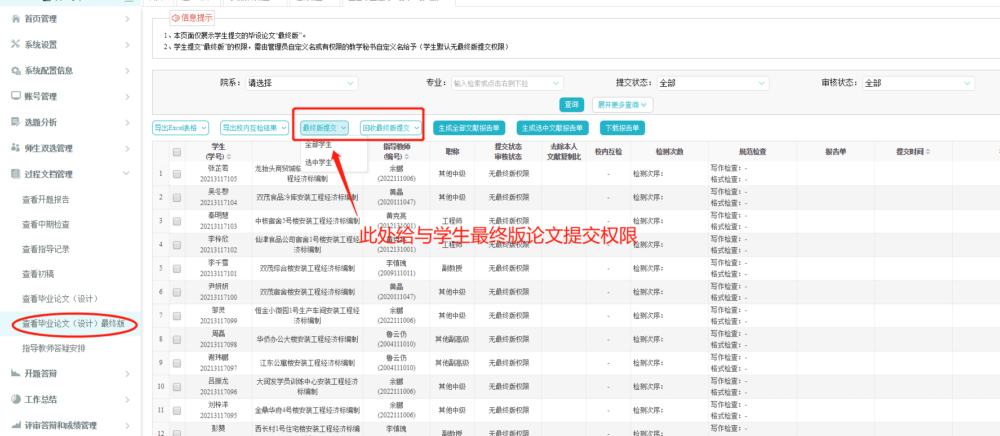 首页管理
系统设置
系统配置信息
账号管理
选题分析
师生双选管理
过程文档管理
查看开题报告
查看中期检查
查看指导记录
查看初稿
查看毕业论文（设计）
查看毕业论文（设计）最终版
指导教师答疑安排
开题答辩
工作总结
评审答辩和成绩管理
信息提示
1、本页面仅展示学生提交的毕设论文“最终版”。
2、学生提交“最终版”的权限，需由管理员自定义名或有权限的教学秘书自定义名给予（学生默认无最终版提交权限）
院系： 请选择 专业： 输入检索或点击右侧下拉 提交状态： 全部 审核状态： 全部
查询 展开更多查询
导出Excel表格 导出校内互检结果 最终版提交 回收最终版提交 生成全部文献报告单 生成选中文献报告单 下载报告单
全部学生
选中学生
学生 指导教师 职称 提交状态 去除本人 校内互检 检测次数 规范检查 报告单 提交时间
(学号) (编号) 审核状态 文献复制比
1 张芷若 龙抬头商贸城临 余鹏 其他中级 无最终版权限 - 检测次序： 写作检查：-
20213117105 程经济标编制 (2022111006) 格式检查：-
2 吴冬黎 双茂食品冷库安装工程经济标编制 黄晶 其他中级 无最终版权限 - 检测次序： 写作检查：-
20213117104 (2020111047) 格式检查：-
3 秦明慧 中核宿舍5号楼安装工程经济标编制 黄克亮 工程师 无最终版权限 - 检测次序： 写作检查：-
20213117103 (2012131001) 格式检查：-
此处给与学生最终版论文提交权限
4 李梓欣 仙津食品公司宿舍1号楼安装工程经 黄克亮 工程师 无最终版权限 - 检测次序： 写作检查：-
20213117102 济标编制 (2012131001) 格式检查：-
5 李千雪 双茂综合楼安装工程经济标编制 李慎瑰 副教授 无最终版权限 - 检测次序： 写作检查：-
20213117101 (2009111011) 格式检查：-
6 尹妍妍 双茂宿舍楼安装工程经济标编制 黄晶 其他中级 无最终版权限 - 检测次序： 写作检查：-
20213117100 (2020111047) 格式检查：-
7 邹灵 恒金小微园1号生产车间安装工程经 余鹏 其他中级 无最终版权限 - 检测次序： 写作检查：-
20213117099 济标编制 (2022111006) 格式检查：-
8 周磊 华侨办公大楼安装工程经济标编制 鲁云仿 其他副高级 无最终版权限 - 检测次序： 写作检查：-
20213117098 (2004111010) 格式检查：-
9 谢玮鹏 江东公寓楼安装工程经济标编制 鲁云仿 其他副高级 无最终版权限 - 检测次序： 写作检查：-
20213117097 (2004111010) 格式检查：-
10 吕振龙 大润发学员训练中心安装工程经济 余鹏 其他中级 无最终版权限 - 检测次序： 写作检查：-
20213117096 标编制 (2022111006) 格式检查：-
11 刘梓洋 金鼎华府4号楼安装工程经济标编制 余鹏 其他中级 无最终版权限 - 检测次序： 写作检查：-
20213117095 (2022111006) 格式检查：-
12 彭赞 西长村1号住宅楼安装工程经济标编 李慎瑰 副教授 无最终版权限 - 检测次序： 写作检查：-